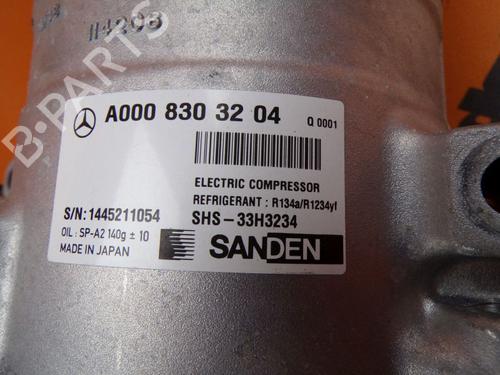 114208
B-PARTS
A000 830 32 04
Q 0001
ELECTRIC COMPRESSOR
REFRIGERANT : R134a/R1234yf
S/N: 1445211054
SHS-33H3234
OIL : SP-A2 140g ± 10
MADE IN JAPAN
SANDEN